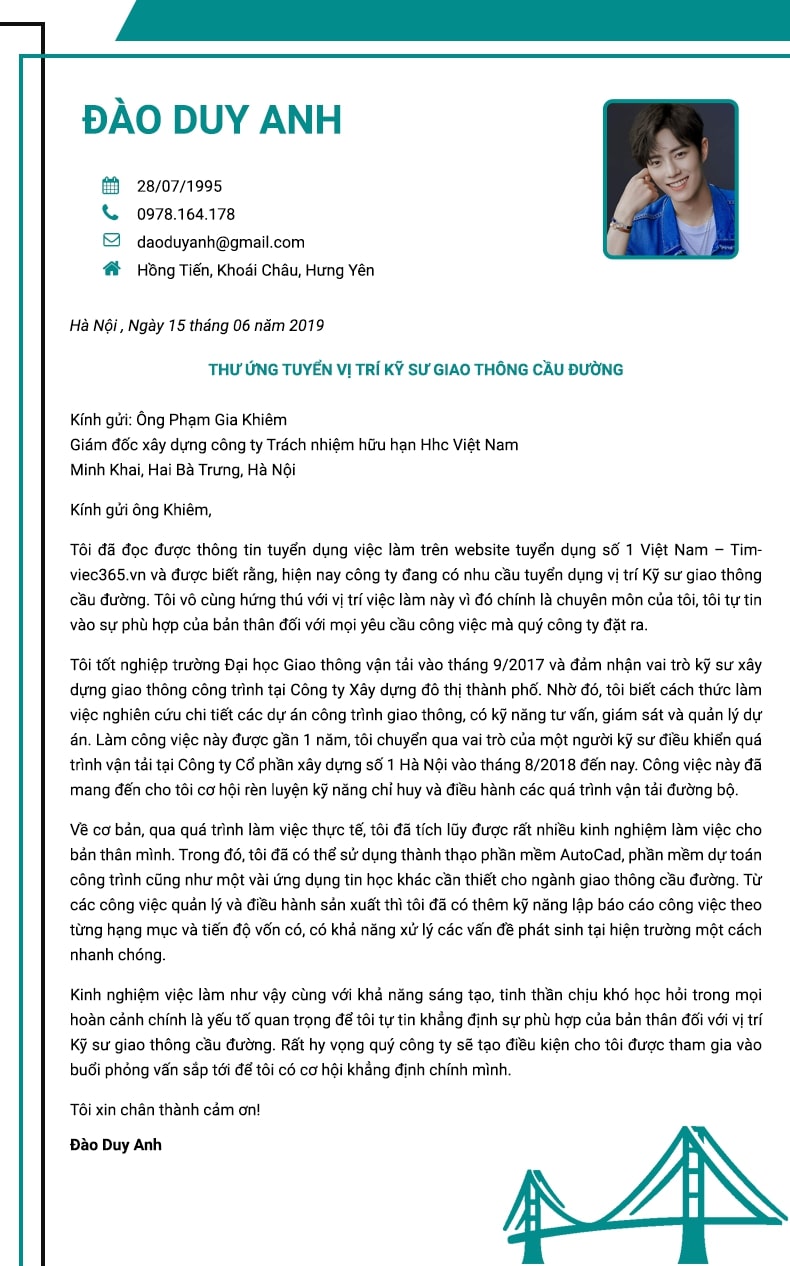 ĐÀO DUY ANH
28/07/1995
0978.164.178
daoduyanh@gmail.com
Hồng Tiến, Khoái Châu, Hưng Yên
Hà Nội , Ngày 15 tháng 06 năm 2019
THƯ ỨNG TUYỂN VỊ TRÍ KỸ SƯ GIAO THÔNG CẦU ĐƯỜNG
Kính gửi: Ông Phạm Gia Khiêm
Giám đốc xây dựng công ty Trách nhiệm hữu hạn Hhc Việt Nam
Minh Khai, Hai Bà Trưng, Hà Nội
Kính gửi ông Khiêm,
Tôi đã đọc được thông tin tuyển dụng việc làm trên website tuyển dụng số 1 Việt Nam – Tim-
viec365.vn và được biết rằng, hiện nay công ty đang có nhu cầu tuyển dụng vị trí Kỹ sư giao thông
cầu đường. Tôi vô cùng hứng thú với vị trí việc làm này vì đó chính là chuyên môn của tôi, tôi tự tin
vào sự phù hợp của bản thân đối với mọi yêu cầu công việc mà quý công ty đặt ra.
Tôi tốt nghiệp trường Đại học Giao thông vận tải vào tháng 9/2017 và đảm nhận vai trò kỹ sư xây
dựng giao thông công trình tại Công ty Xây dựng đô thị thành phố. Nhờ đó, tôi biết cách thức làm
việc nghiên cứu chi tiết các dự án công trình giao thông, có kỹ năng tư vấn, giám sát và quản lý dự
án. Làm công việc này được gần 1 năm, tôi chuyển qua vai trò của một người kỹ sư điều khiển quá
trình vận tải tại Công ty Cổ phần xây dựng số 1 Hà Nội vào tháng 8/2018 đến nay. Công việc này đã
mang đến cho tôi cơ hội rèn luyện kỹ năng chỉ huy và điều hành các quá trình vận tải đường bộ.
Về cơ bản, qua quá trình làm việc thực tế, tôi đã tích lũy được rất nhiều kinh nghiệm làm việc cho
bản thân mình. Trong đó, tôi đã có thể sử dụng thành thạo phần mềm AutoCad, phần mềm dự toán
công trình cũng như một vài ứng dụng tin học khác cần thiết cho ngành giao thông cầu đường. Từ
các công việc quản lý và điều hành sản xuất thì tôi đã có thêm kỹ năng lập báo cáo công việc theo
từng hạng mục và tiến độ vốn có, có khả năng xử lý các vấn đề phát sinh tại hiện trường một cách
nhanh chóng.
Kinh nghiệm việc làm như vậy cùng với khả năng sáng tạo, tinh thần chịu khó học hỏi trong mọi
hoàn cảnh chính là yếu tố quan trọng để tôi tự tin khẳng định sự phù hợp của bản thân đối với vị trí
Kỹ sư giao thông cầu đường. Rất hy vọng quý công ty sẽ tạo điều kiện cho tôi được tham gia vào
buổi phỏng vấn sắp tới để tôi có cơ hội khẳng định chính mình.
Tôi xin chân thành cảm ơn!
Đào Duy Anh